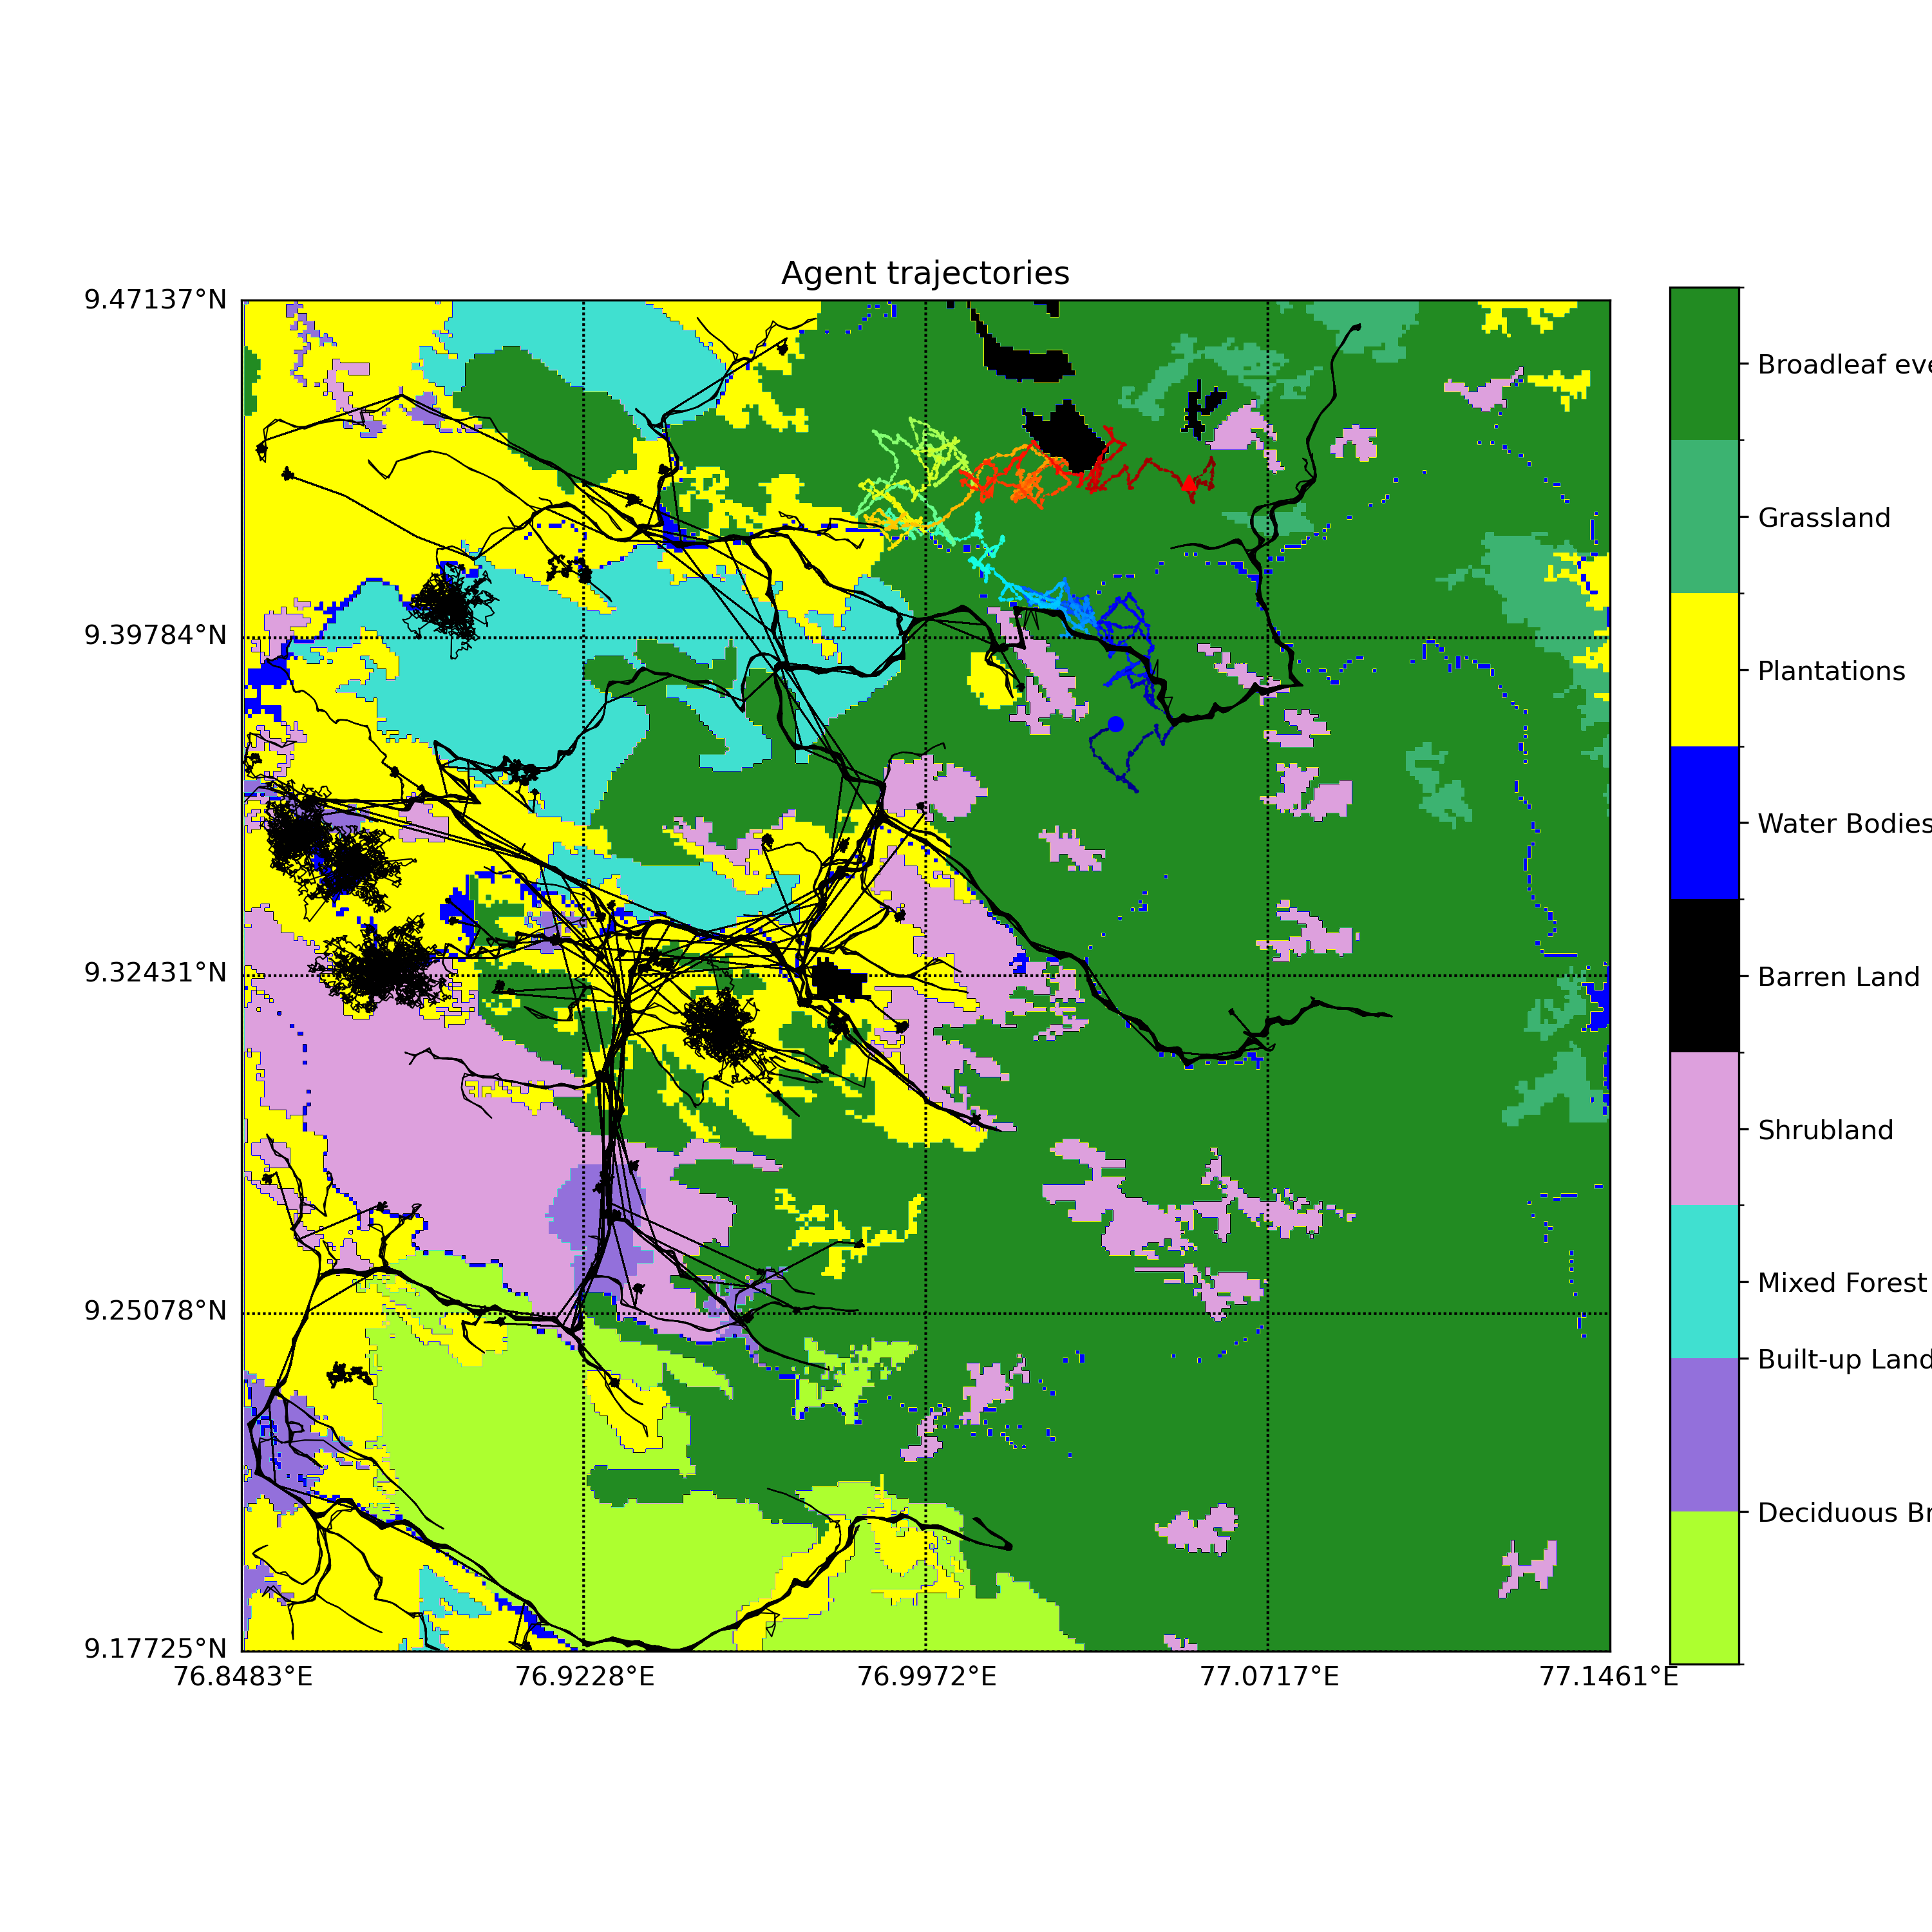 Agent trajectories
9.47137°N
9.39784°N
9.32431°N
9.25078°N
9.17725°N
76.8483°E
76.9228°E
76.9972°E
77.0717°E
77.1461°E
Broadleaf eve
Grassland
Plantations
Water Bodies
Barren Land
Shrubland
Mixed Forest
Built-up Land
Deciduous Br